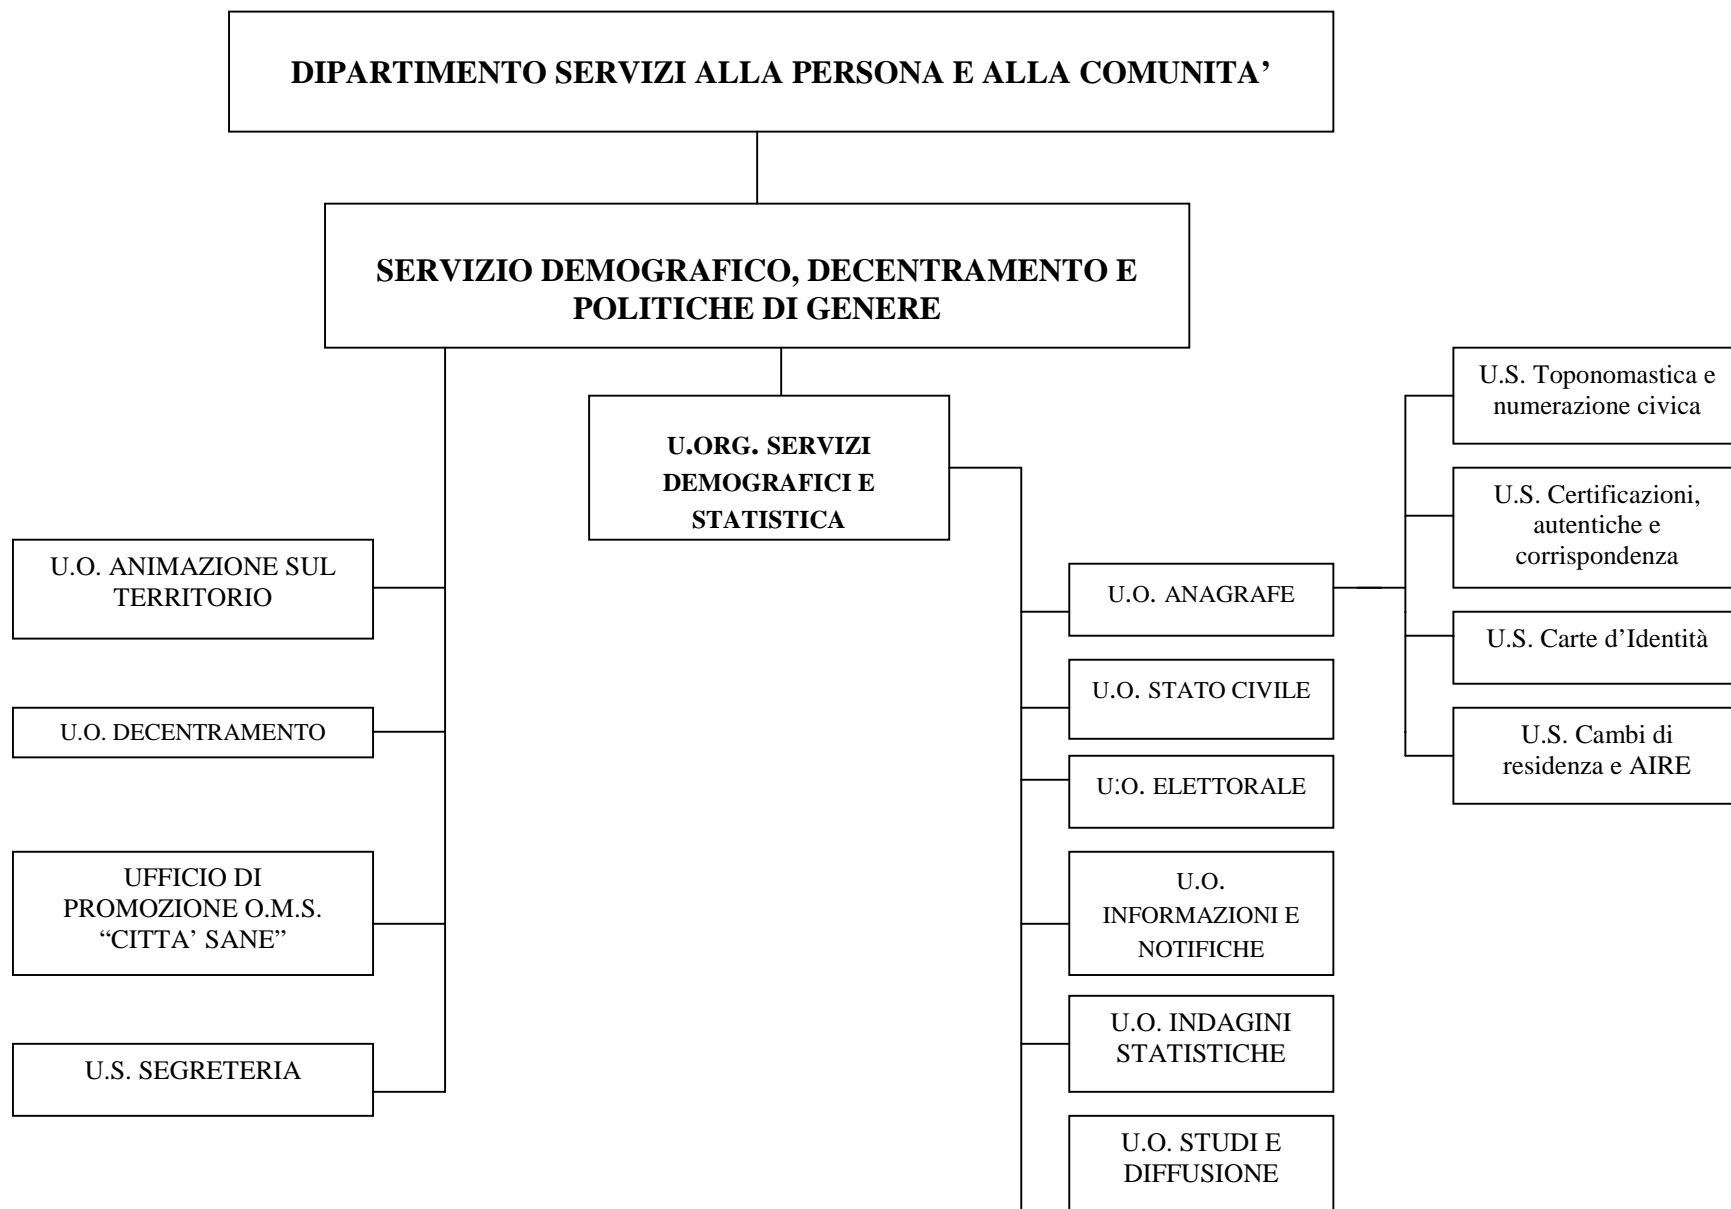 DIPARTIMENTO SERVIZI ALLA PERSONA E ALLA COMUNITA’
SERVIZIO DEMOGRAFICO, DECENTRAMENTO E
POLITICHE DI GENERE
U.ORG. SERVIZI
DEMOGRAFICI E
STATISTICA
U.O. ANIMAZIONE SUL
TERRITORIO
U.O. DECENTRAMENTO
UFFICIO DI
PROMOZIONE O.M.S.
“CITTA’ SANE”
U.S. SEGRETERIA
U.O. ANAGRAFE
U.O. STATO CIVILE
U.O. ELETTORALE
U.O.
INFORMAZIONI E
NOTIFICHE
U.O. INDAGINI
STATISTICHE
U.O. STUDI E
DIFFUSIONE
U.S. Toponomastica e
numerazione civica
U.S. Certificazioni,
autentiche e
corrispondenza
U.S. Carte d’Identità
U.S. Cambi di
residenza e AIRE